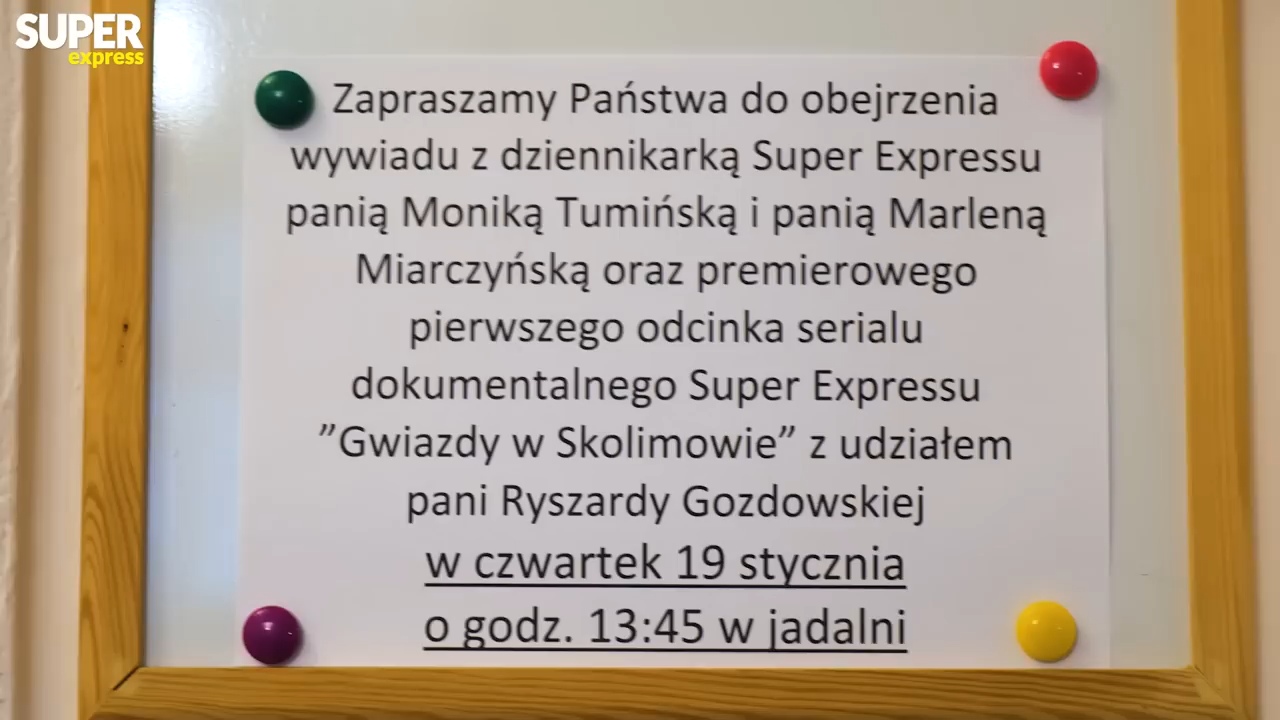 SUPER
express
Zapraszamy Państwa do obejrzenia
wywiadu z dziennikarką Super Expressu
panią Moniką Tumińską i panią Marleną
Miarczyńską oraz premierowego
pierwszego odcinka serialu
dokumentalnego Super Expressu
”Gwiazdy w Skolimowie” z udziałem
pani Ryszardy Gozdowskiej
w czwartek 19 stycznia
o godz. 13:45 w jadalni